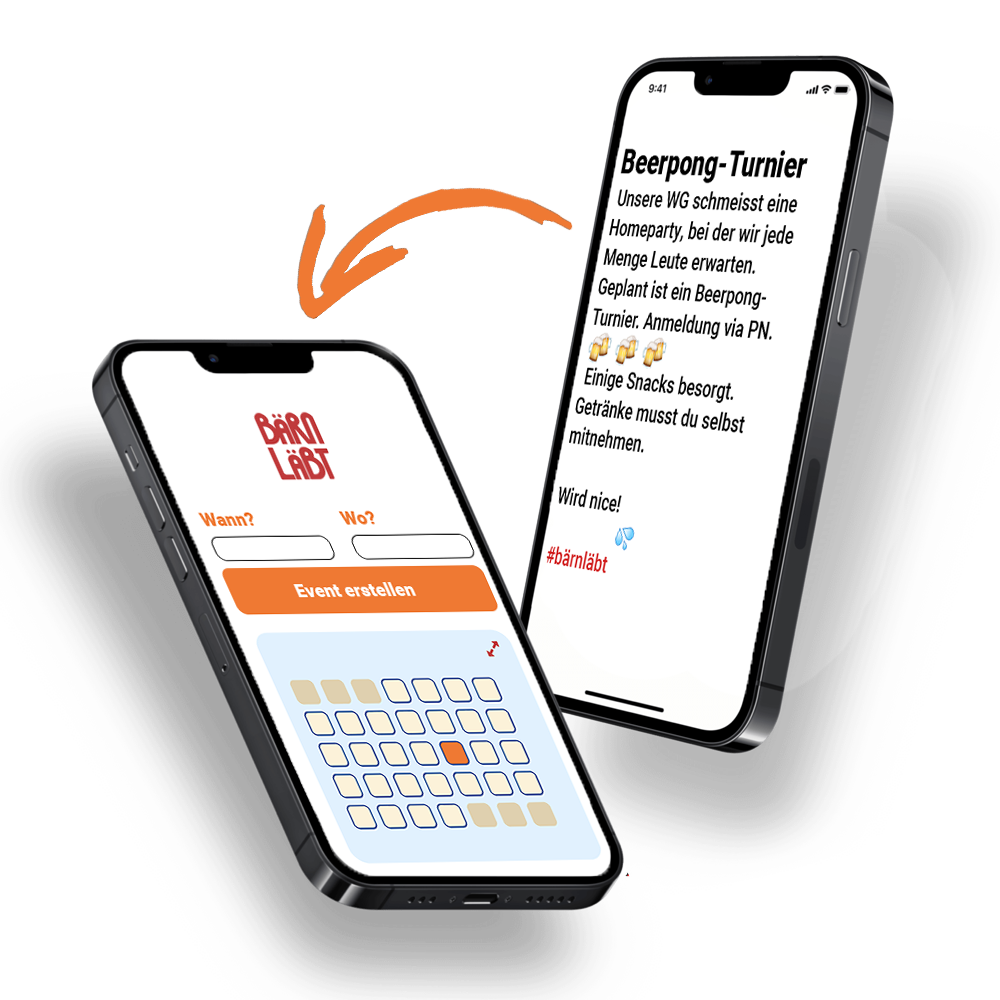 9:41
Beerpong-Turnier
Unsere WG schmeisst eine
Homeparty, bei der wir jede
Menge Leute erwarten.
Geplant ist ein Beerpong-
Turnier. Anmeldung via PN.
🍻 🍻 🍻
Einige Snacks besorgt.
Getränke musst du selbst
mitnehmen.
Wird nice!
💦
#bärnläbt
BÄRN
LÄBT
Wann? Wo?
Event erstellen